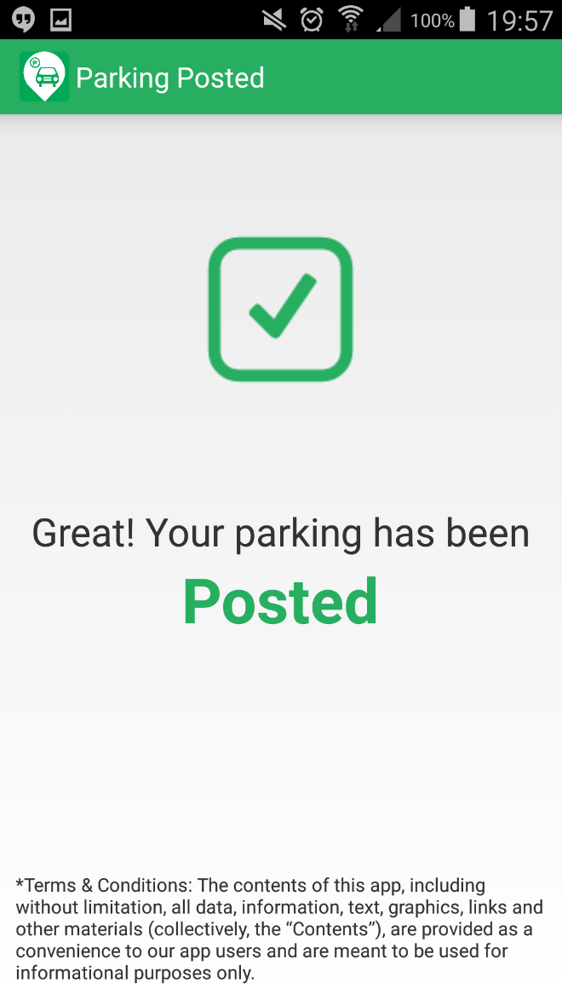 100% 19:57
P Parking Posted
Great! Your parking has been
Posted
*Terms & Conditions: The contents of this app, including
without limitation, all data, information, text, graphics, links and
other materials (collectively, the “Contents”), are provided as a
convenience to our app users and are meant to be used for
informational purposes only.